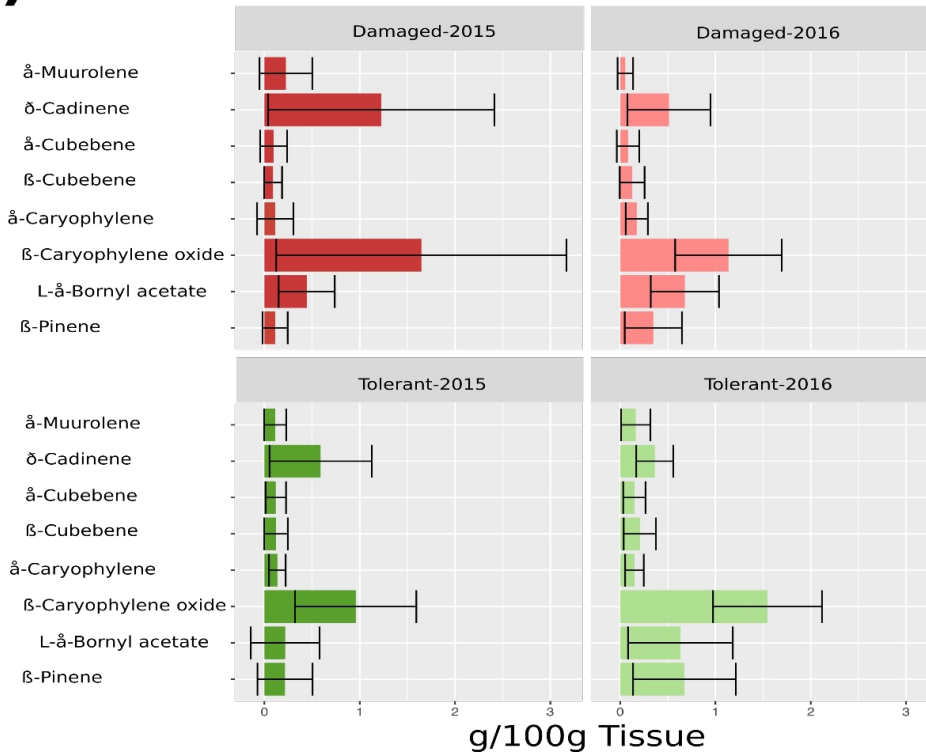 Damaged-2015 Damaged-2016
å-Muurolene
ð-Cadinene
å-Cubebene
ß-Cubebene
å-Caryophylene
ß-Caryophylene oxide
L-å-Bornyl acetate
ß-Pinene
Tolerant-2015 Tolerant-2016
å-Muurolene
ð-Cadinene
å-Cubebene
ß-Cubebene
å-Caryophylene
ß-Caryophylene oxide
L-å-Bornyl acetate
ß-Pinene
0 1 2 3 0 1 2 3
g/100g Tissue